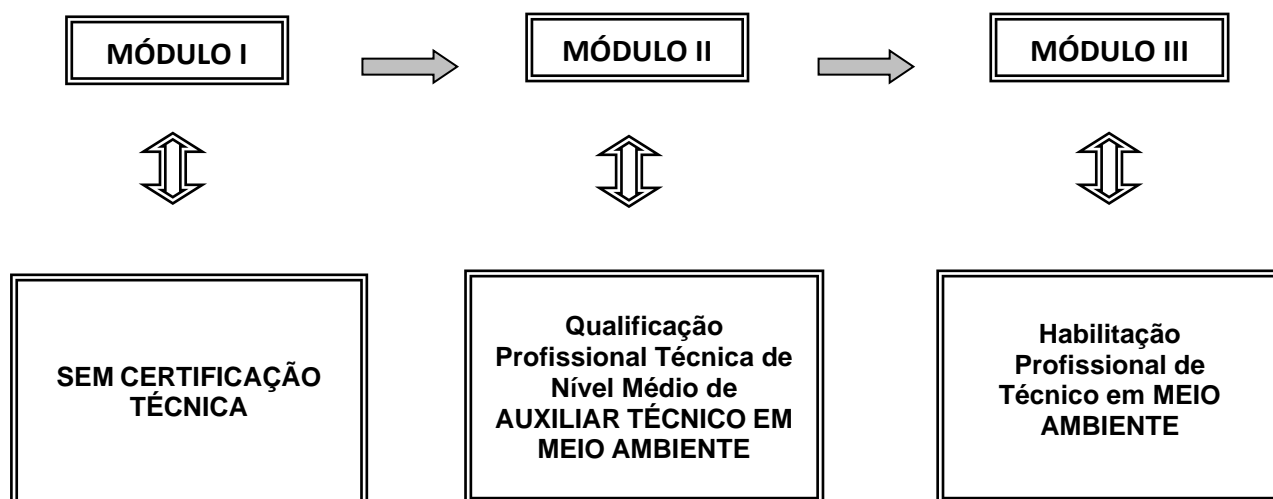 MÓDULO I
MÓDULO II
MÓDULO III
SEM CERTIFICAÇÃO
TÉCNICA
Qualificação
Profissional Técnica de
Nível Médio de
AUXILIAR TÉCNICO EM
MEIO AMBIENTE
Habilitação
Profissional de
Técnico em MEIO
AMBIENTE